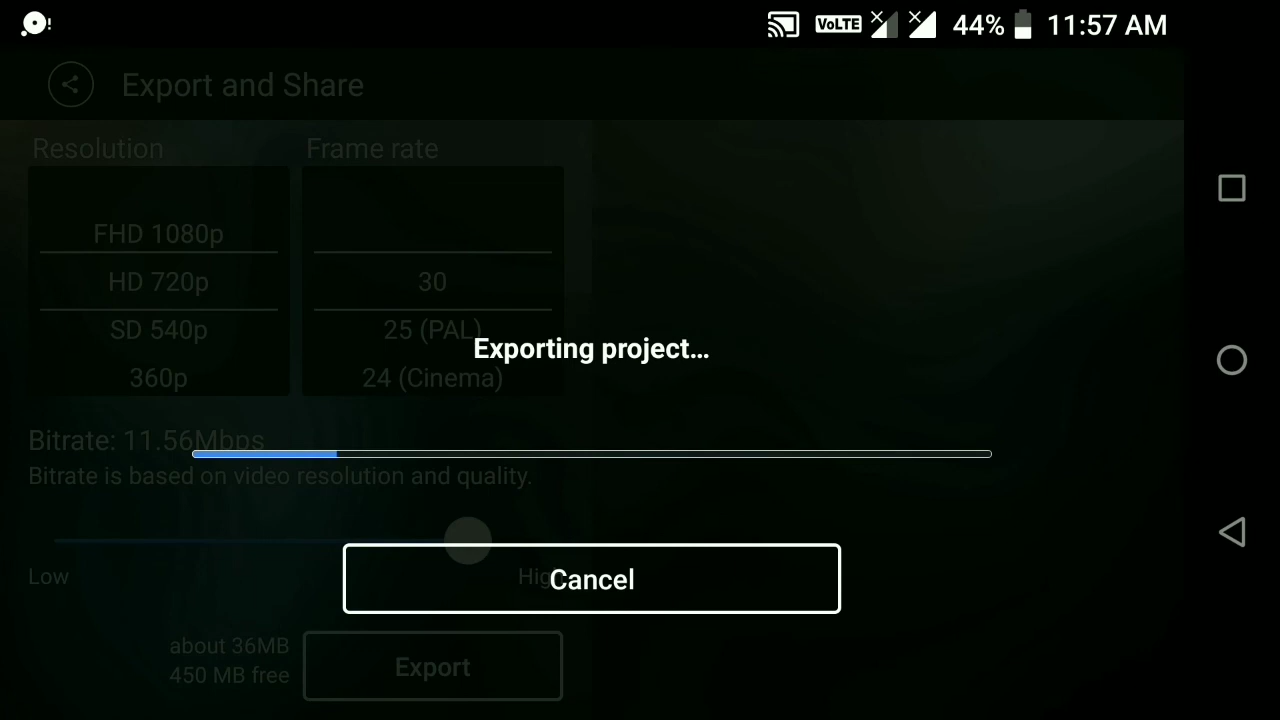 VoLTE 44% 11:57 AM
Export and Share
Resolution Frame rate
FHD 1080p
HD 720p 30
SD 540p 25 (PAL)
Exporting project...
360p 24 (Cinema)
Bitrate: 11.56Mbps
Bitrate is based on video resolution and quality.
Low Hig
Cancel
about 36MB
450 MB free
Export